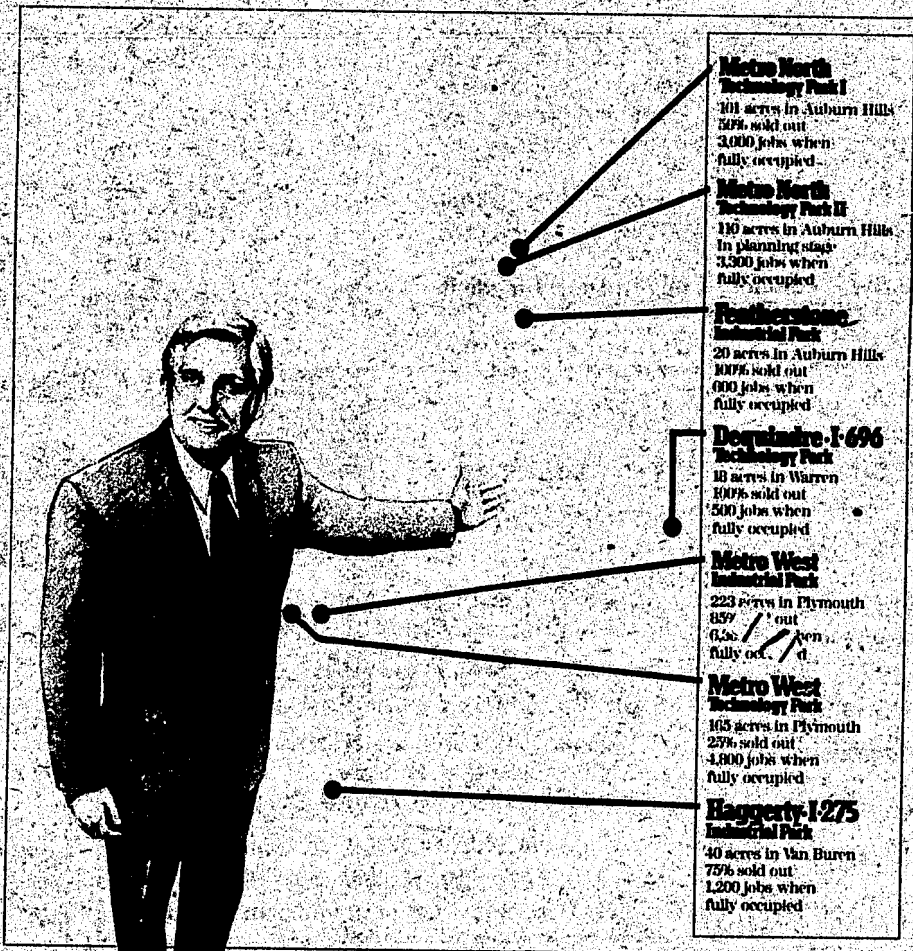 Metro North
Technology Park I
101 acres in Auburn Hills
50% sold out
3,000 jobs when
fully occupied
Metro North
Technology Park II
110 acres in Auburn Hills
In planning stage
3,300 jobs when
fully occupied
Featherstone
Industrial Park
20 acres in Auburn Hills
100% sold out
600 jobs when
fully occupied
Dequindre-I-696
Technology Park
18 acres in Warren
100% sold out
500 jobs when
fully occupied
Metro West
Industrial Park
223 acres in Plymouth
out
fully
Metro West
Technology Park
165 acres in Plymouth
25% sold out
4,800 jobs when
fully occupied
Haggerty-I-275
Industrial Park
40 acres in Van Buren
75% sold out
1,200 jobs when
fully occupied